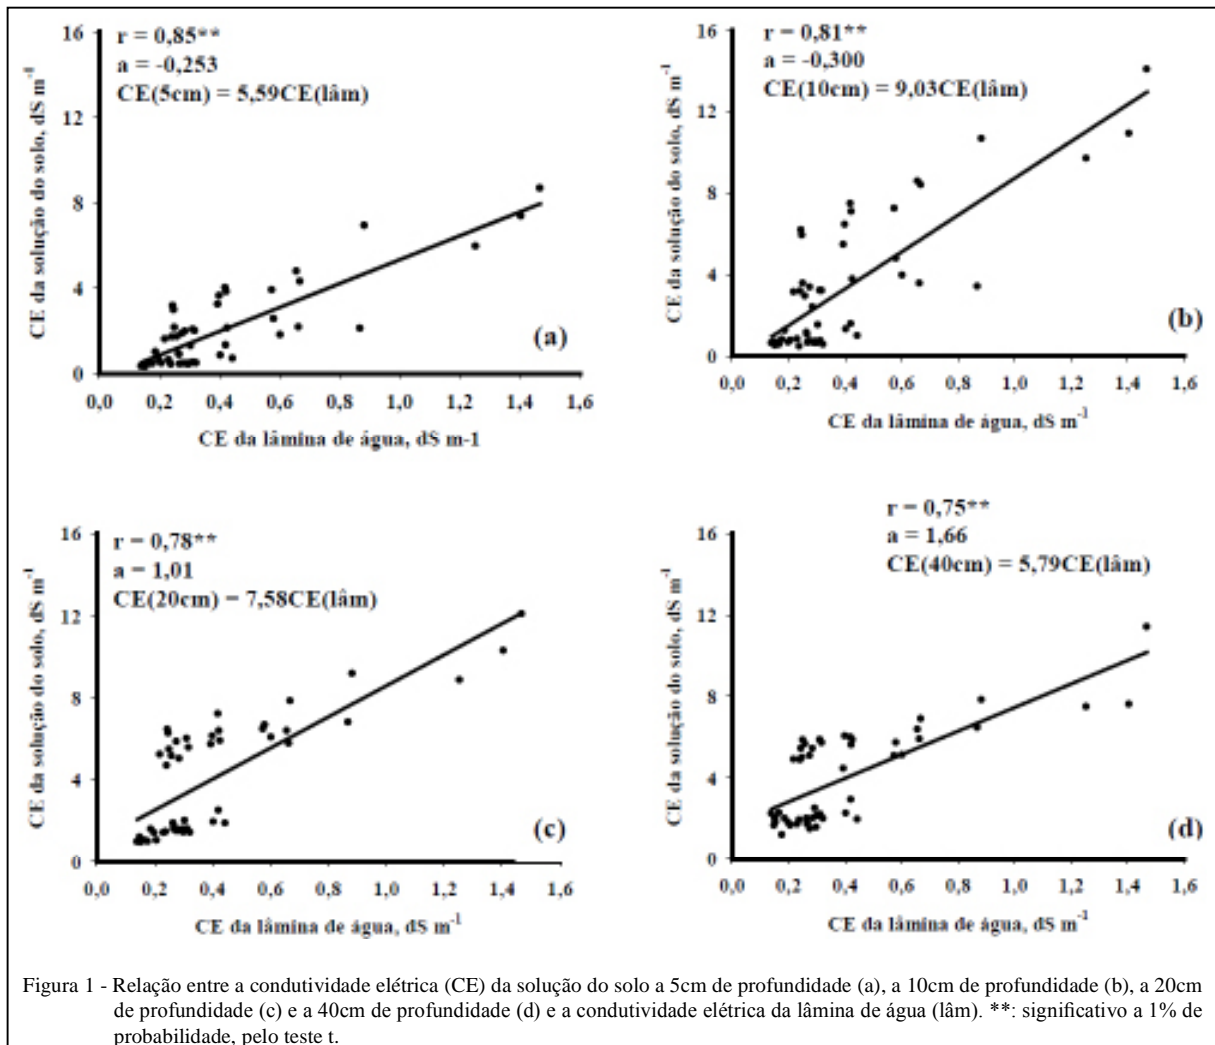 r = 0,85**
a = -0,253
CE(5cm) = 5,59CE(lâm)
CE da solução do solo, dS m-1
16
12
8
4
0
(a)
0,0 0,2 0,4 0,6 0,8 1,0 1,2 1,4 1,6
CE da lâmina de água, dS m-1
r = 0,81**
a = -0,300
CE(10cm) = 9,03CE(lâm)
CE da solução do solo, dS m-1
16
12
8
4
0
(b)
0,0 0,2 0,4 0,6 0,8 1,0 1,2 1,4 1,6
CE da lâmina de água, dS m-1
r = 0,78**
a = 1,01
CE(20cm) = 7,58CE(lâm)
CE da solução do solo, dS m-1
16
12
8
4
0
(c)
0,0 0,2 0,4 0,6 0,8 1,0 1,2 1,4 1,6
CE da lâmina de água, dS m-1
r = 0,75**
a = 1,66
CE(40cm) = 5,79CE(lâm)
CE da solução do solo, dS m-1
16
12
8
4
0
(d)
0,0 0,2 0,4 0,6 0,8 1,0 1,2 1,4 1,6
CE da lâmina de água, dS m-1
Figura 1 - Relação entre a condutividade elétrica (CE) da solução do solo a 5cm de profundidade (a), a 10cm de profundidade (b), a 20cm
de profundidade (c) e a 40cm de profundidade (d) e a condutividade elétrica da lâmina de água (lâm). **: significativo a 1% de
probabilidade, pelo teste t.